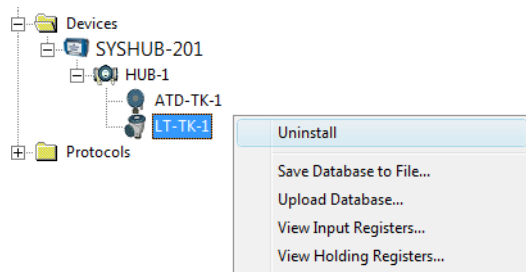 Devices
SYSHUB-201
HUB-1
ATD-TK-1
LT-TK-1
Protocols
Uninstall
Save Database to File...
Upload Database...
View Input Registers...
View Holding Registers...